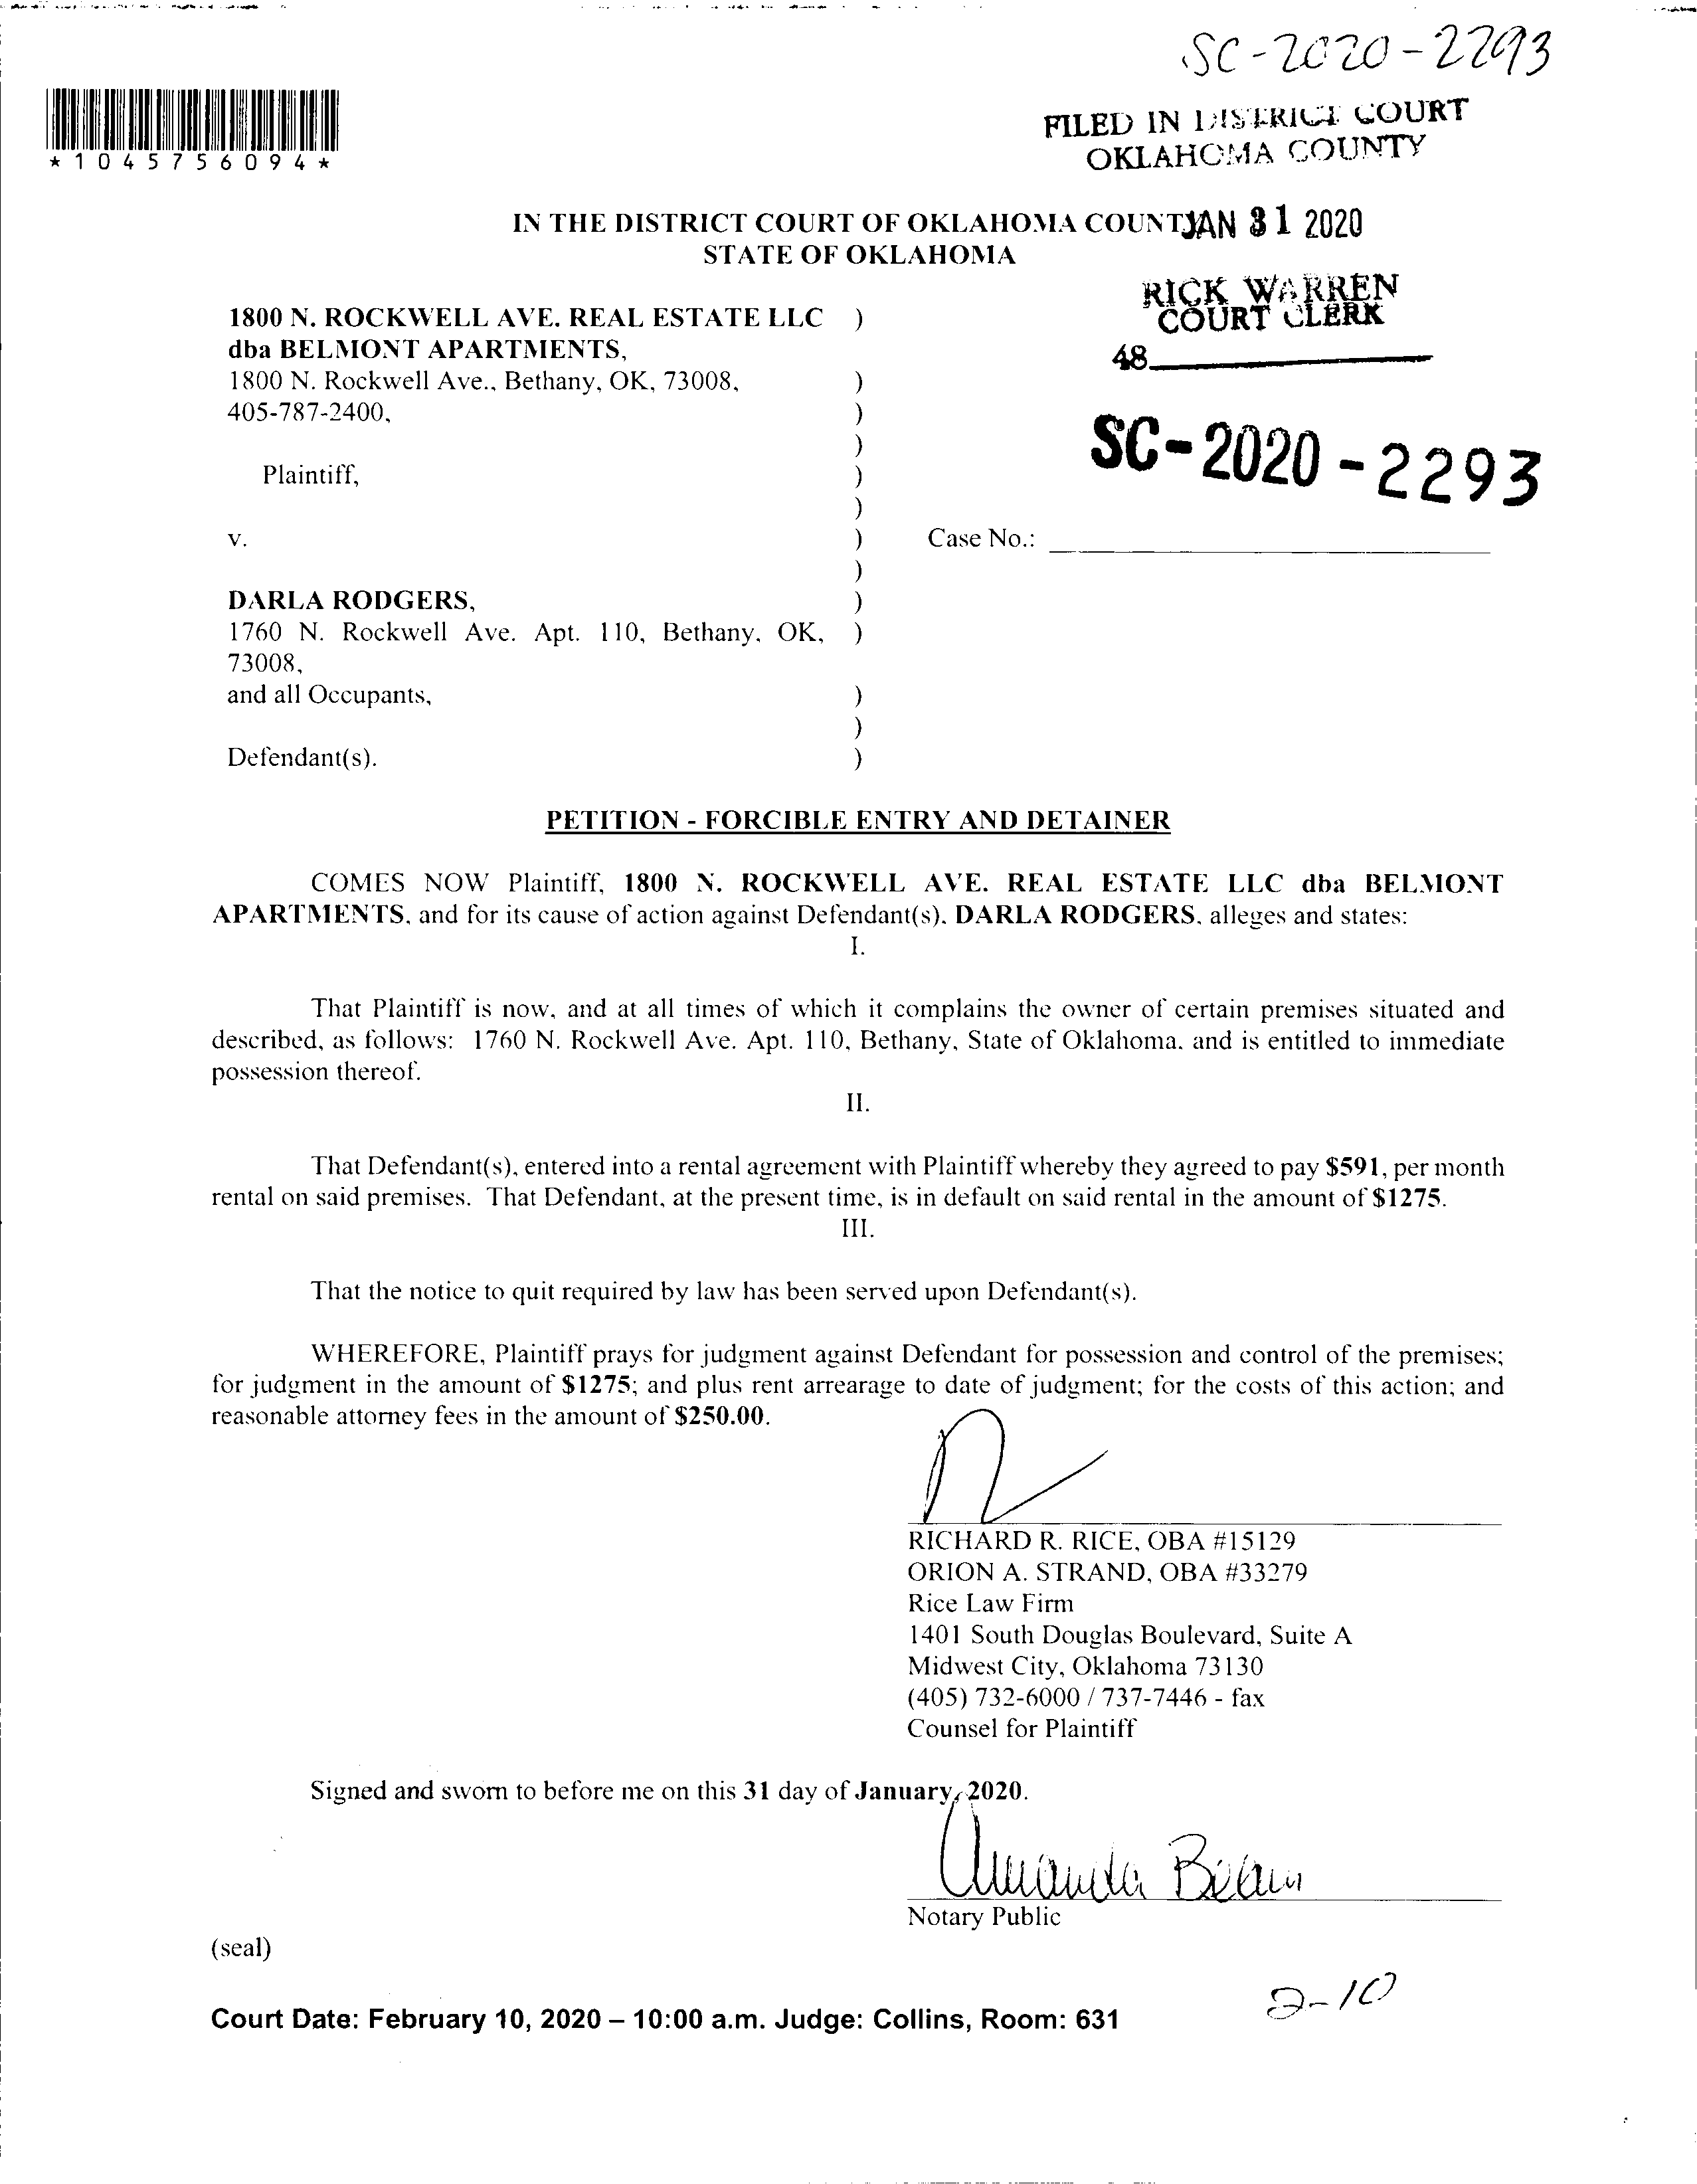 SC-2020-2293
*1045756094*
FILED IN DISTRICT COURT
OKLAHOMA COUNTY
IN THE DISTRICT COURT OF OKLAHOMA COUNT JAN 31 2020
STATE OF OKLAHOMA
RICK WARREN
COURT CLERK
48
1800 N. ROCKWELL AVE. REAL ESTATE LLC )
dba BELMONT APARTMENTS,
1800 N. Rockwell Ave., Bethany, OK, 73008, )
405-787-2400, )
)
SC-2020-2293
Plaintiff, )
)
v. ) Case No.:
)
DARLA RODGERS, )
1760 N. Rockwell Ave. Apt. 110, Bethany, OK, )
73008,
and all Occupants, )
)
Defendant(s). )
PETITION - FORCIBLE ENTRY AND DETAINER
COMES NOW Plaintiff, 1800 N. ROCKWELL AVE. REAL ESTATE LLC dba BELMONT
APARTMENTS, and for its cause of action against Defendant(s), DARLA RODGERS, alleges and states:
I.
That Plaintiff is now, and at all times of which it complains the owner of certain premises situated and
described, as follows: 1760 N. Rockwell Ave. Apt. 110, Bethany, State of Oklahoma, and is entitled to immediate
possession thereof.
II.
That Defendant(s), entered into a rental agreement with Plaintiff whereby they agreed to pay $591, per month
rental on said premises. That Defendant, at the present time, is in default on said rental in the amount of $1275.
III.
That the notice to quit required by law has been served upon Defendant(s).
WHEREFORE, Plaintiff prays for judgment against Defendant for possession and control of the premises;
for judgment in the amount of $1275; and plus rent arrearage to date of judgment; for the costs of this action; and
reasonable attorney fees in the amount of $250.00.
RICHARD R. RICE, OBA #15129
ORION A. STRAND, OBA #33279
Rice Law Firm
1401 South Douglas Boulevard, Suite A
Midwest City, Oklahoma 73130
(405) 732-6000 / 737-7446 - fax
Counsel for Plaintiff
Signed and sworn to before me on this 31 day of January, 2020.
Amanda Beam
Notary Public
(seal)
2-10
Court Date: February 10, 2020 – 10:00 a.m. Judge: Collins, Room: 631